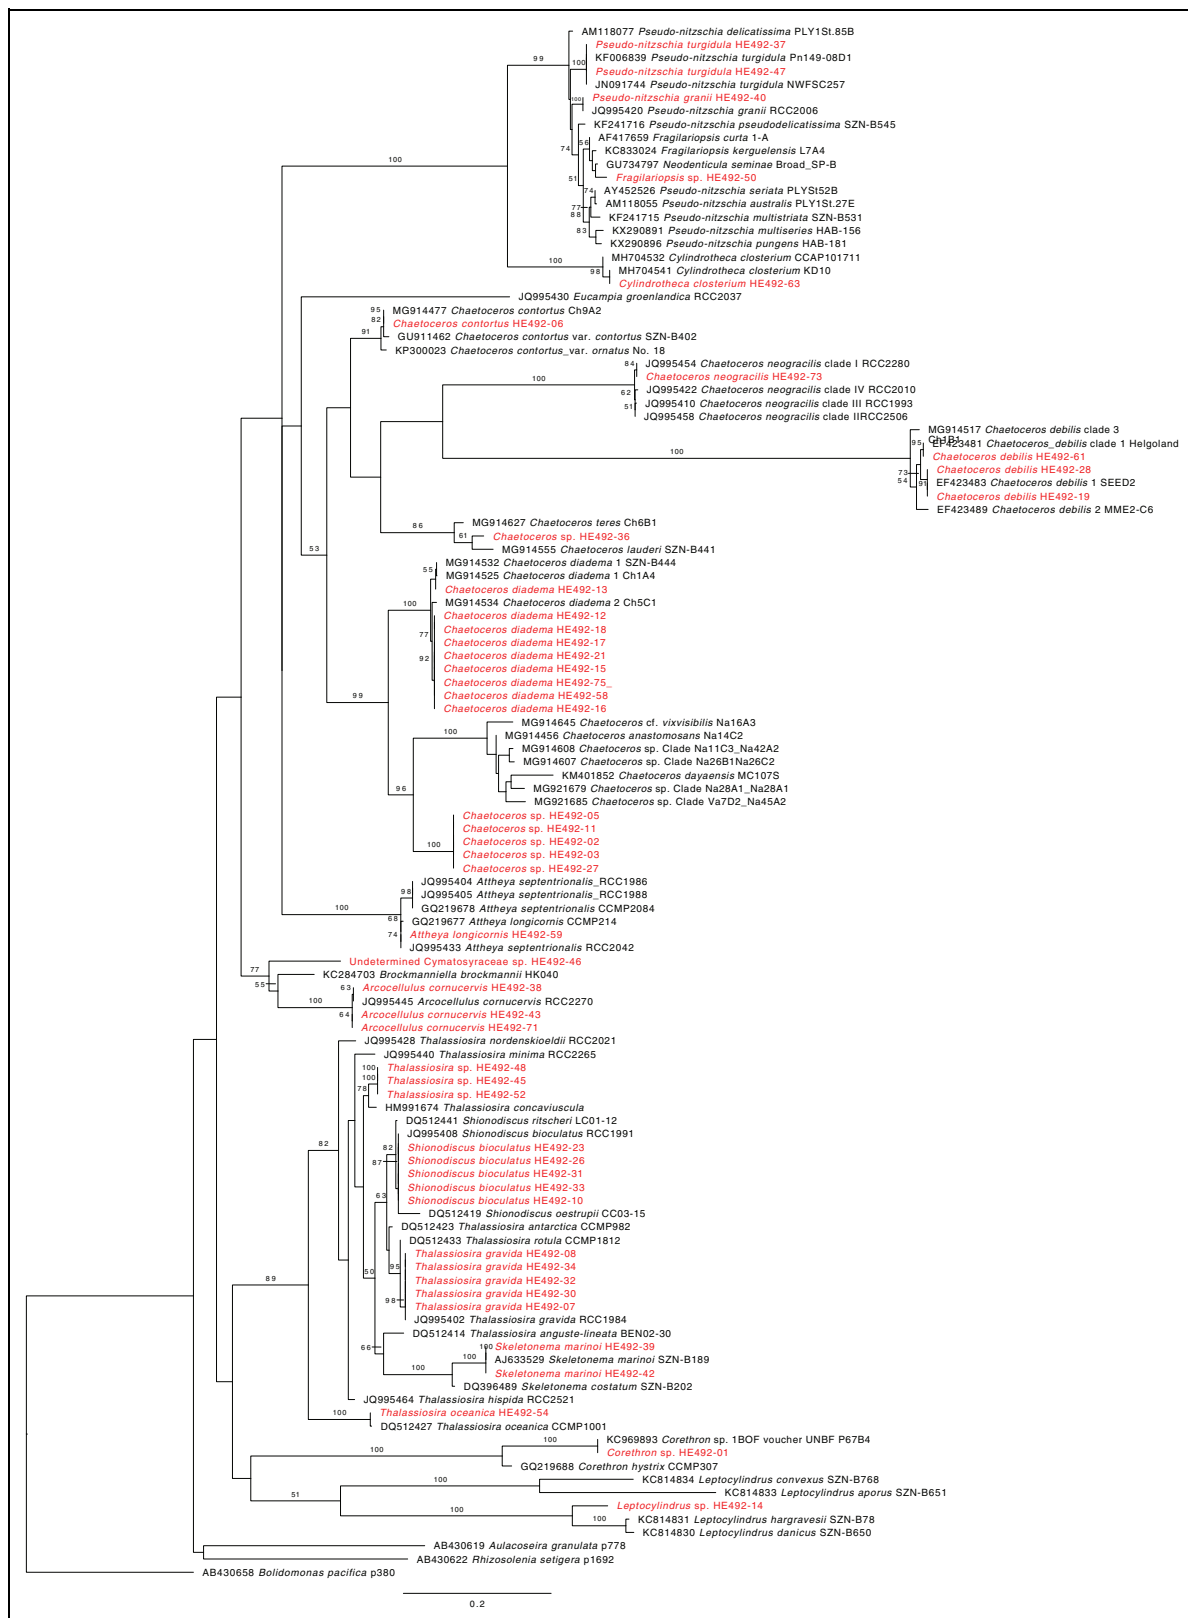 AM118077 Pseudo-nitzschia delicatissima PLY1St.85B
Pseudo-nitzschia turgidula HE492-37
99
KF006839 Pseudo-nitzschia turgidula Pn149-08D1
100
Pseudo-nitzschia turgidula HE492-47
JN091744 Pseudo-nitzschia turgidula NWFSC257
100
Pseudo-nitzschia granii HE492-40
JQ995420 Pseudo-nitzschia granii RCC2006
KF241716 Pseudo-nitzschia pseudodelicatissima SZN-B545
AF417659 Fragilariopsis curta 1-A
56
74
KC833024 Fragilariopsis kerguelensis L7A4
100
GU734797 Neodenticula seminae Broad_SP-B
51
Fragilariopsis sp. HE492-50
74
AY452526 Pseudo-nitzschia seriata PLYSt52B
AM118055 Pseudo-nitzschia australis PLY1St.27E
77
88
KF241715 Pseudo-nitzschia multistriata SZN-B531
KX290891 Pseudo-nitzschia multiseries HAB-156
83
KX290896 Pseudo-nitzschia pungens HAB-181
MH704532 Cylindrotheca closterium CCAP101711
100
98
MH704541 Cylindrotheca closterium KD10
Cylindrotheca closterium HE492-63
JQ995430 Eucampia groenlandica RCC2037
95
MG914477 Chaetoceros contortus Ch9A2
82
Chaetoceros contortus HE492-06
91
GU911462 Chaetoceros contortus var. contortus SZN-B402
KP300023 Chaetoceros contortus_var. ornatus No. 18
84
JQ995454 Chaetoceros neogracilis clade I RCC2280
100
Chaetoceros neogracilis HE492-73
62
JQ995422 Chaetoceros neogracilis clade IV RCC2010
51
JQ995410 Chaetoceros neogracilis clade III RCC1993
JQ995458 Chaetoceros neogracilis clade IIRCC2506
MG914517 Chaetoceros debilis clade 3
Ch1B1
95
EF423481 Chaetoceros_debilis clade 1 Helgoland
100
Chaetoceros debilis HE492-61
73
Chaetoceros debilis HE492-28
54
91
EF423483 Chaetoceros debilis 1 SEED2
Chaetoceros debilis HE492-19
EF423489 Chaetoceros debilis 2 MME2-C6
86
MG914627 Chaetoceros teres Ch6B1
61
Chaetoceros sp. HE492-36
53
MG914555 Chaetoceros lauderi SZN-B441
MG914532 Chaetoceros diadema 1 SZN-B444
55
MG914525 Chaetoceros diadema 1 Ch1A4
Chaetoceros diadema HE492-13
100
MG914534 Chaetoceros diadema 2 Ch5C1
Chaetoceros diadema HE492-12
Chaetoceros diadema HE492-18
77
Chaetoceros diadema HE492-17
92
Chaetoceros diadema HE492-21
Chaetoceros diadema HE492-15
Chaetoceros diadema HE492-75_
99
Chaetoceros diadema HE492-58
Chaetoceros diadema HE492-16
MG914645 Chaetoceros cf. vixvisibilis Na16A3
100
MG914456 Chaetoceros anastomosans Na14C2
MG914608 Chaetoceros sp. Clade Na11C3_Na42A2
MG914607 Chaetoceros sp. Clade Na26B1Na26C2
KM401852 Chaetoceros dayaensis MC107S
96
MG921679 Chaetoceros sp. Clade Na28A1_Na28A1
MG921685 Chaetoceros sp. Clade Va7D2_Na45A2
Chaetoceros sp. HE492-05
Chaetoceros sp. HE492-11
100
Chaetoceros sp. HE492-02
Chaetoceros sp. HE492-03
Chaetoceros sp. HE492-27
JQ995404 Attheya septentrionalis_RCC1986
98
JQ995405 Attheya septentrionalis_RCC1988
100
GQ219678 Attheya septentrionalis CCMP2084
68
GQ219677 Attheya longicornis CCMP214
74
Attheya longicornis HE492-59
JQ995433 Attheya septentrionalis RCC2042
77
Undetermined Cymatosyraceae sp. HE492-46
KC284703 Brockmanniella brockmannii HK040
55
63
Arcocellulus cornucervis HE492-38
100
JQ995445 Arcocellulus cornucervis RCC2270
64
Arcocellulus cornucervis HE492-43
Arcocellulus cornucervis HE492-71
JQ995428 Thalassiosira nordenskioeldii RCC2021
JQ995440 Thalassiosira minima RCC2265
100
Thalassiosira sp. HE492-48
100
Thalassiosira sp. HE492-45
78
Thalassiosira sp. HE492-52
HM991674 Thalassiosira concaviuscula
DQ512441 Shionodiscus ritscheri LC01-12
JQ995408 Shionodiscus bioculatus RCC1991
82
82
Shionodiscus bioculatus HE492-23
87
Shionodiscus bioculatus HE492-26
Shionodiscus bioculatus HE492-31
Shionodiscus bioculatus HE492-33
63
Shionodiscus bioculatus HE492-10
DQ512419 Shionodiscus oestrupii CC03-15
DQ512423 Thalassiosira antarctica CCMP982
DQ512433 Thalassiosira rotula CCMP1812
Thalassiosira gravida HE492-08
95
Thalassiosira gravida HE492-34
89
50
Thalassiosira gravida HE492-32
Thalassiosira gravida HE492-30
98
Thalassiosira gravida HE492-07
JQ995402 Thalassiosira gravida RCC1984
DQ512414 Thalassiosira anguste-lineata BEN02-30
66
100
Skeletonema marinoi HE492-39
AJ633529 Skeletonema marinoi SZN-B189
100
Skeletonema marinoi HE492-42
DQ396489 Skeletonema costatum SZN-B202
JQ995464 Thalassiosira hispida RCC2521
100
Thalassiosira oceanica HE492-54
DQ512427 Thalassiosira oceanica CCMP1001
100
KC969893 Corethron sp. 1BOF voucher UNBF P67B4
100
Corethron sp. HE492-01
GQ219688 Corethron hystrix CCMP307
100
KC814834 Leptocylindrus convexus SZN-B768
51
KC814833 Leptocylindrus aporus SZN-B651
100
Leptocylindrus sp. HE492-14
100
KC814831 Leptocylindrus hargravesii SZN-B78
KC814830 Leptocylindrus danicus SZN-B650
AB430619 Aulacoseira granulata p778
AB430622 Rhizosolenia setigera p1692
AB430658 Bolidomonas pacifica p380
0.2